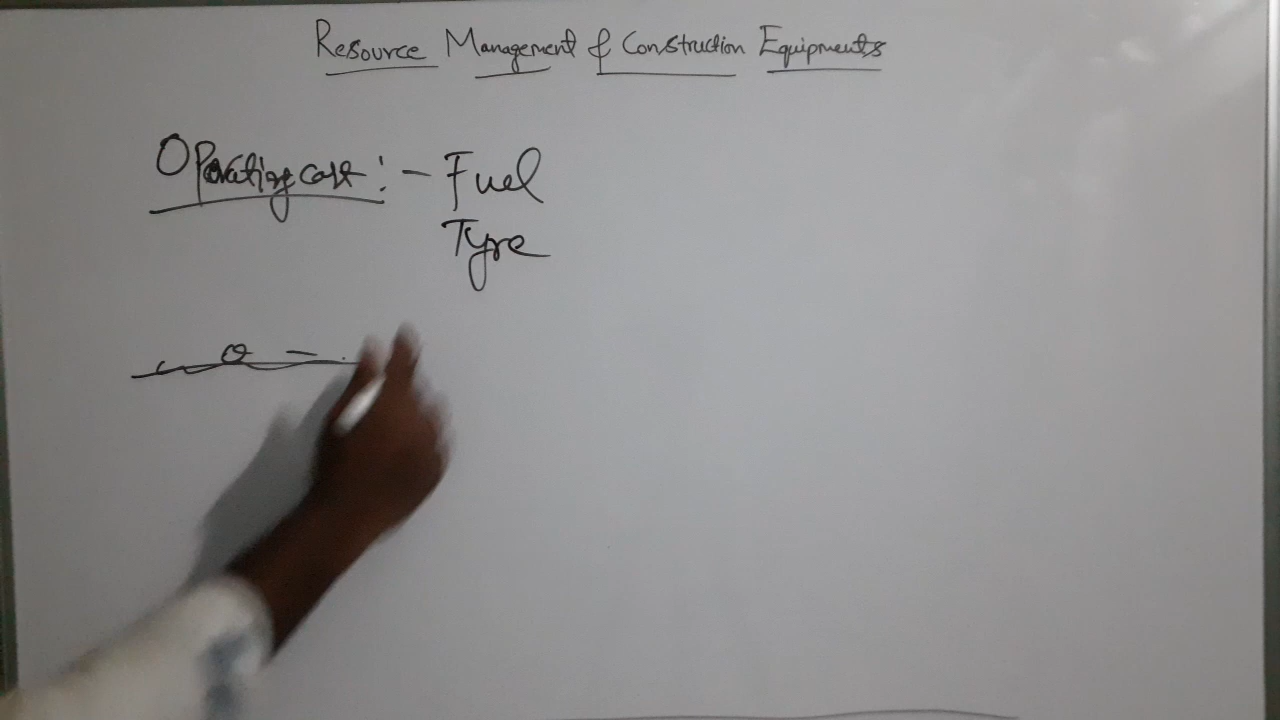 Resource Management & Construction Equipments
Operating cost :- Fuel
Tyre